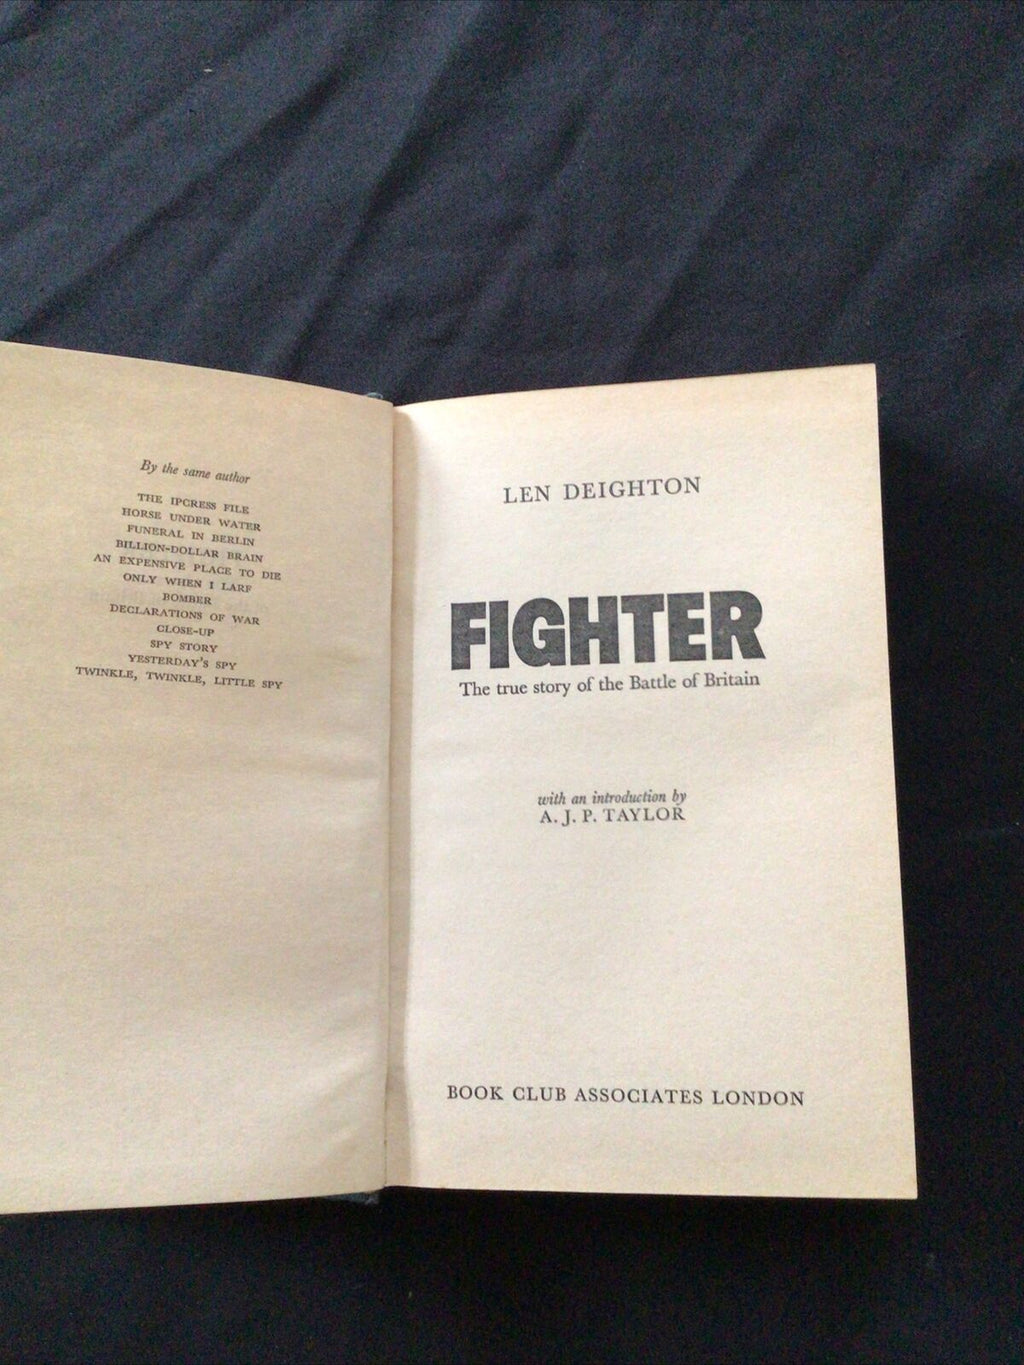 By the same author
THE IPCRESS FILE
HORSE UNDER WATER
FUNERAL IN BERLIN
BILLION-DOLLAR BRAIN
AN EXPENSIVE PLACE TO DIE
ONLY WHEN I LARF
BOMBER
DECLARATIONS OF WAR
CLOSE-UP
SPY STORY
YESTERDAY'S SPY
TWINKLE, TWINKLE, LITTLE SPY
LEN DEIGHTON
FIGHTER
The true story of the Battle of Britain
with an introduction by
A. J. P. TAYLOR
BOOK CLUB ASSOCIATES LONDON